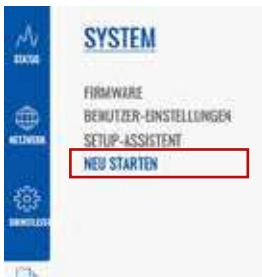 STATUS
SYSTEM
FIRMWARE
BENUTZER-EINSTELLUNGEN
NETZWERK
SETUP-ASSISTENT
NEU STARTEN